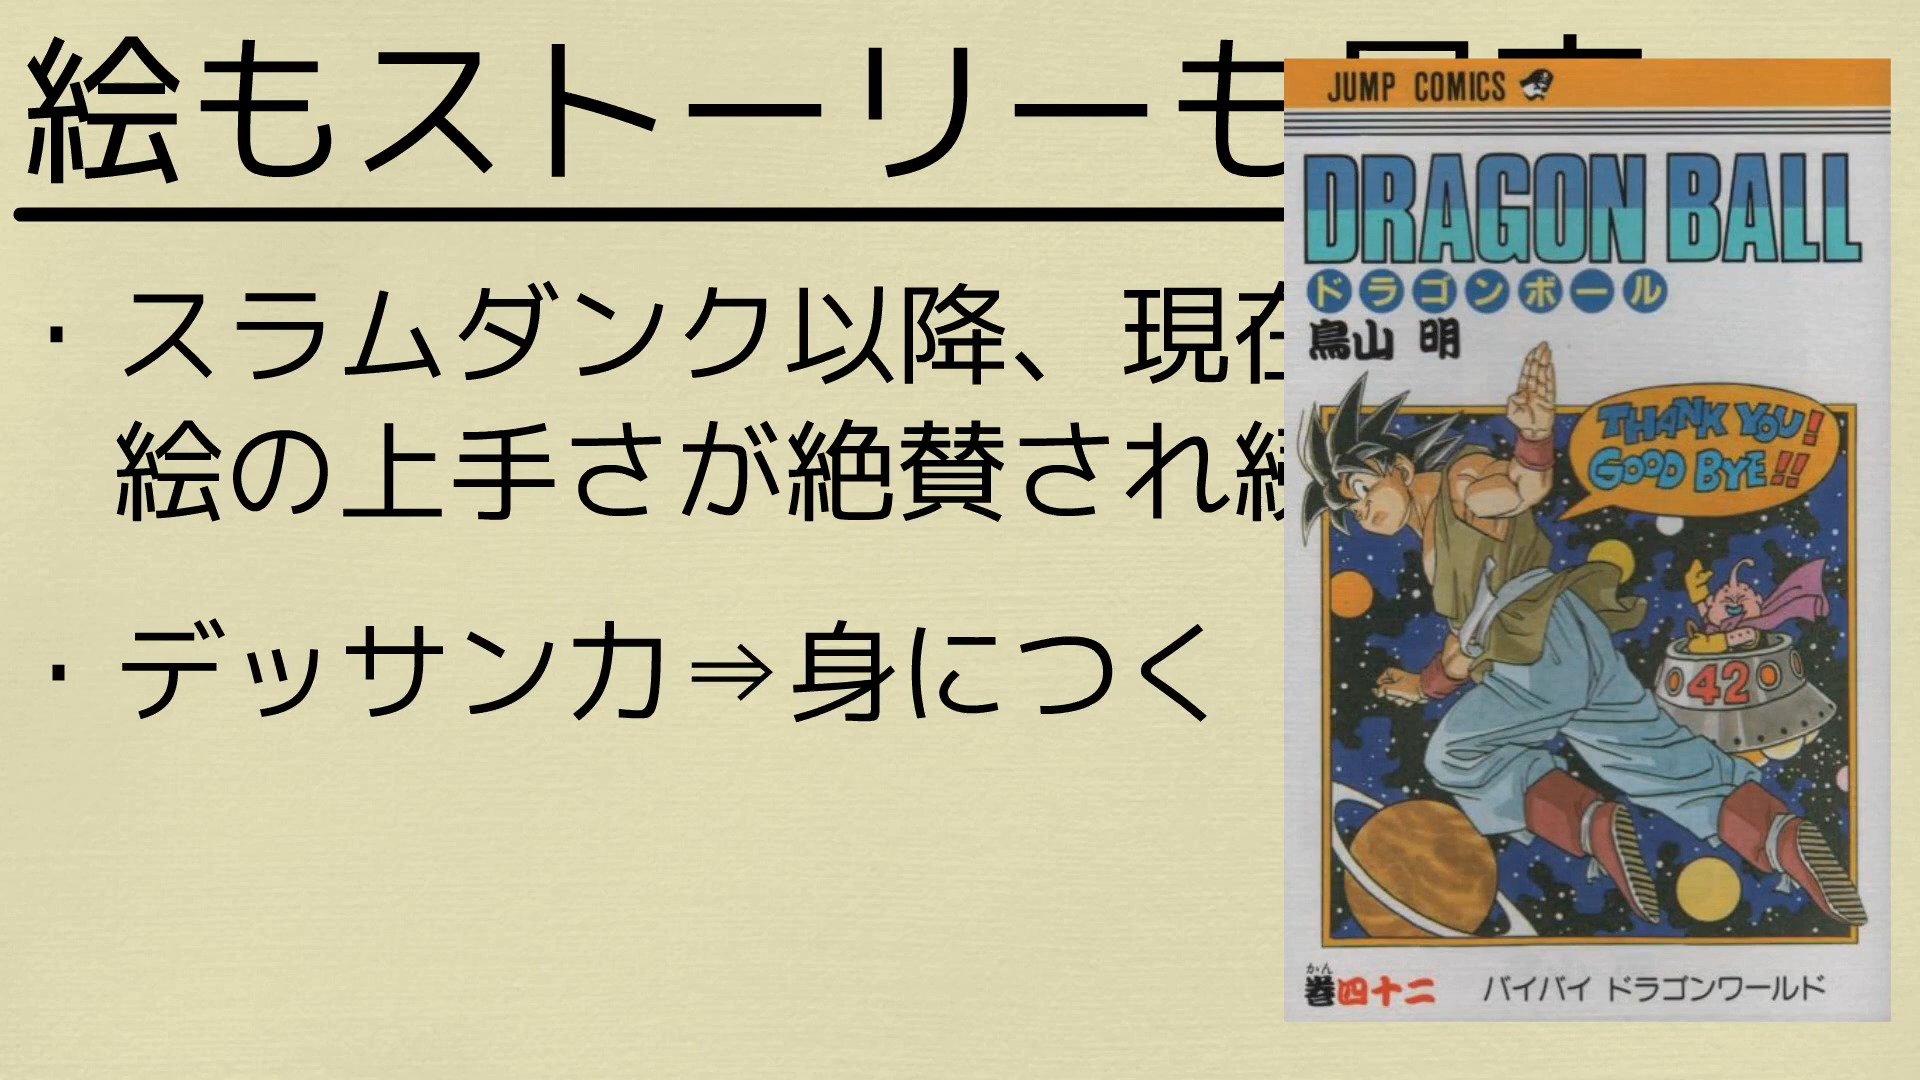 絵もストーリーも
・スラムダンク以降、現在
絵の上手さが絶賛され続
・デッサン力⇒身につく
JUMP COMICS
DRAGON BALL
ドラゴンボール
鳥山 明
THANK YOU!
GOOD BYE!!
42
かん
巻四十二 バイバイ ドラゴンワールド